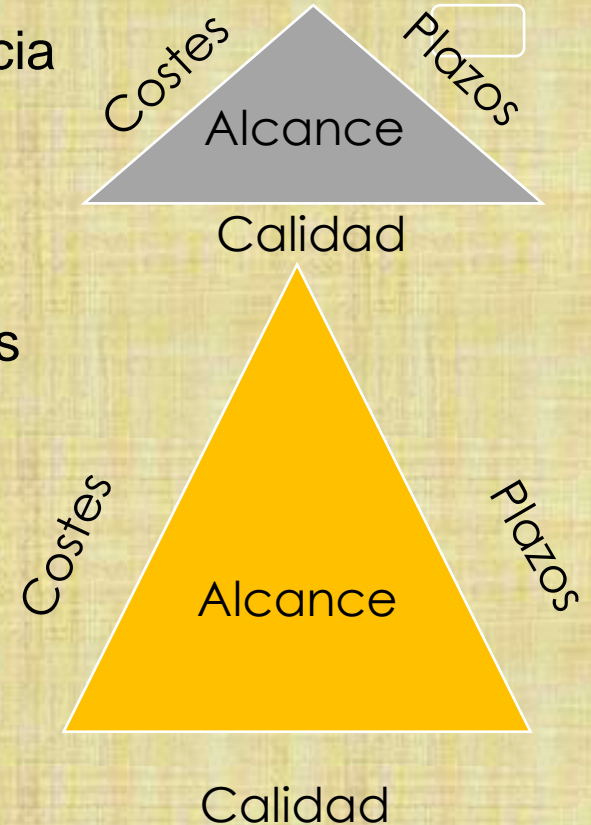 cia
Costes
Plazos
Alcance
Calidad
s
Costes
Plazos
Alcance
Calidad